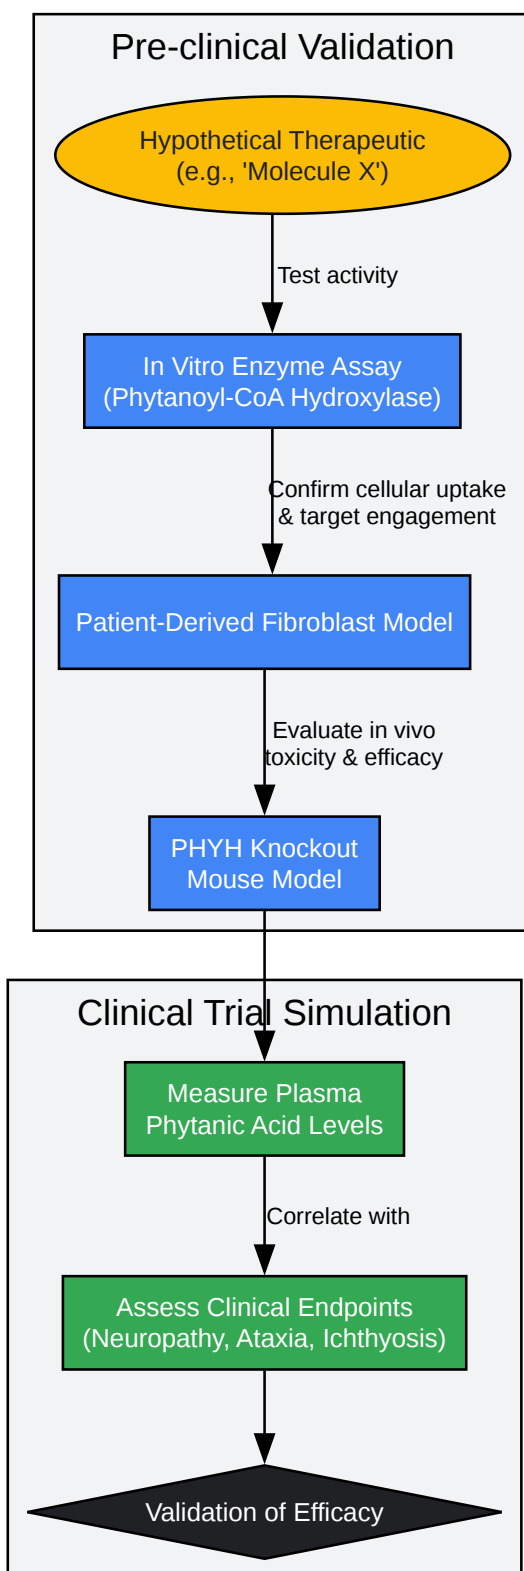 Pre-clinical Validation
Hypothetical Therapeutic
(e.g., 'Molecule X')
Test activity
In Vitro Enzyme Assay
(Phytanoyl-CoA Hydroxylase)
Confirm cellular uptake
& target engagement
Patient-Derived Fibroblast Model
Evaluate in vivo
toxicity & efficacy
PHYH Knockout
Mouse Model
Clinical Trial Simulation
Measure Plasma
Phytanic Acid Levels
Correlate with
Assess Clinical Endpoints
(Neuropathy, Ataxia, Ichthyosis)
Validation of Efficacy